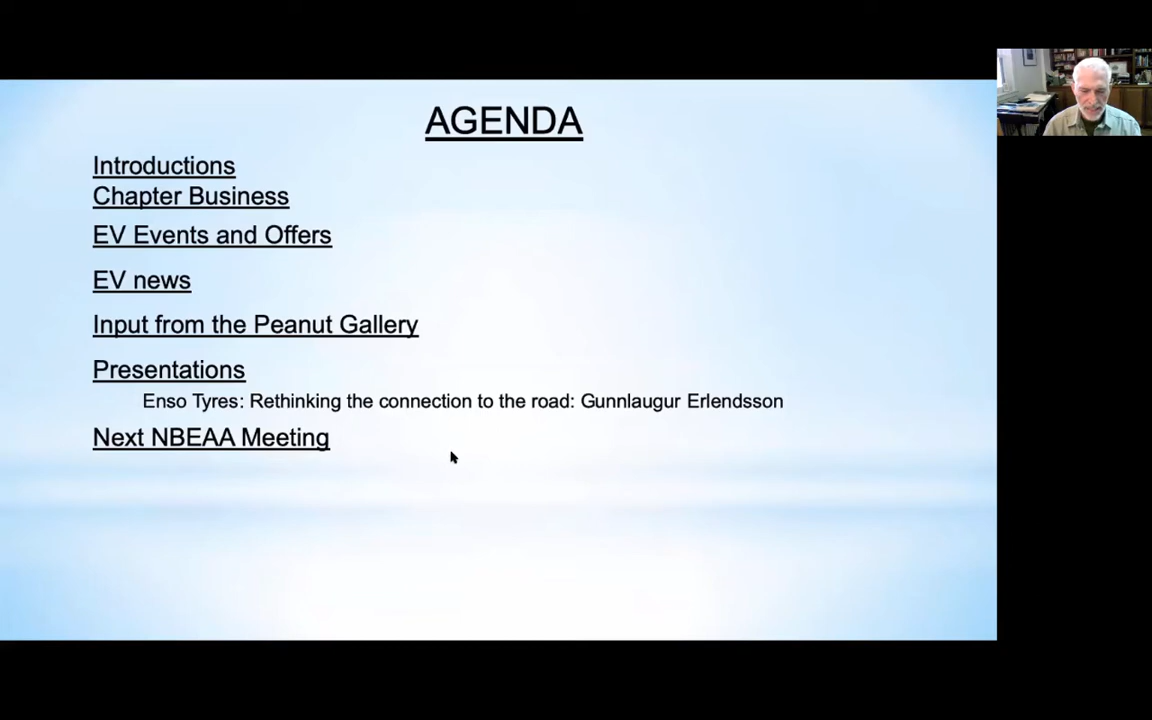 AGENDA
Introductions
Chapter Business
EV Events and Offers
EV news
Input from the Peanut Gallery
Presentations
Enso Tyres: Rethinking the connection to the road: Gunnlaugur Erlendsson
Next NBEAA Meeting